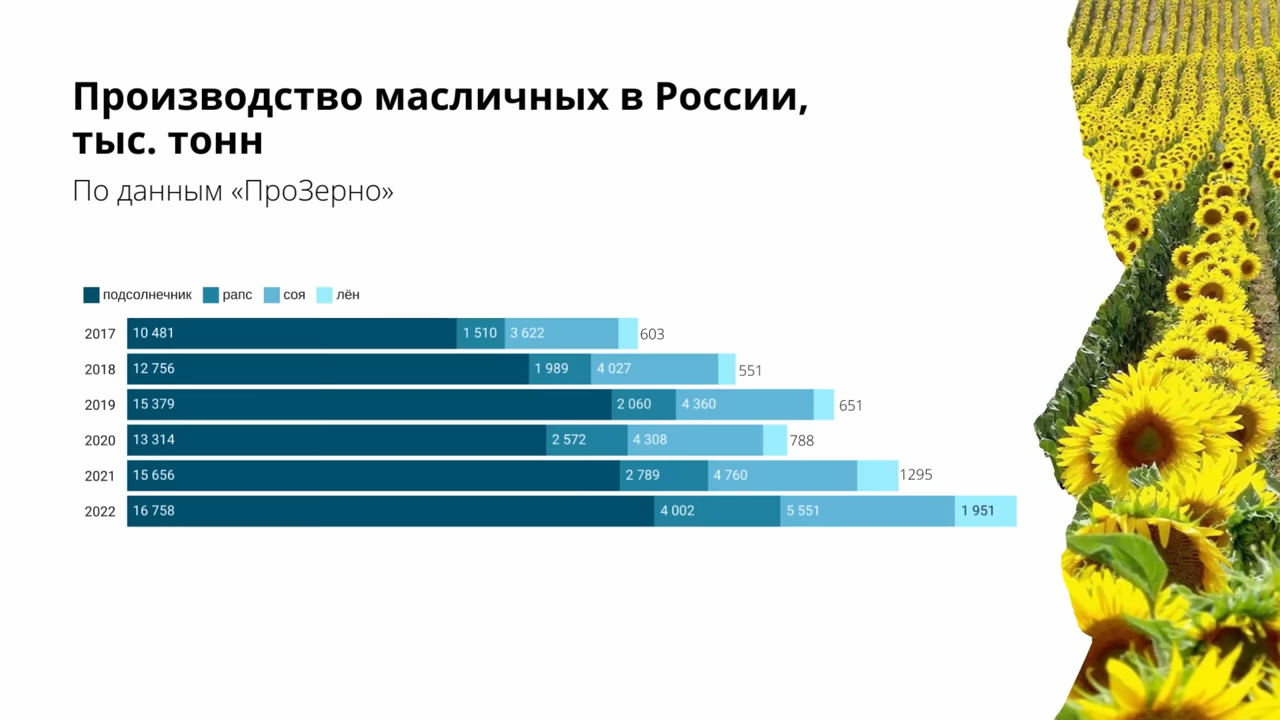 Производство масличных в России,
тыс. тонн
По данным «ПроЗерно»
подсолнечник рапс соя лён
2017 10 481 1 510 3 622 603
2018 12 756 1 989 4 027 551
2019 15 379 2 060 4 360 651
2020 13 314 2 572 4 308 788
2021 15 656 2 789 4 760 1295
2022 16 758 4 002 5 551 1 951